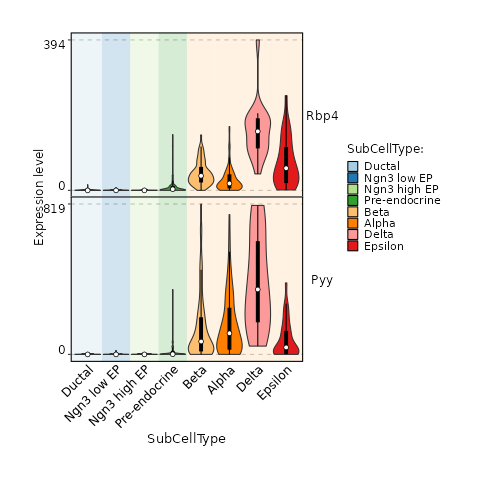 394
0
Rbp4
819
0
Pyy
Expression level
Ductal
Ngn3 low EP
Ngn3 high EP
Pre-endocrine
Beta
Alpha
Delta
Epsilon
SubCellType
SubCellType:
Ductal
Ngn3 low EP
Ngn3 high EP
Pre-endocrine
Beta
Alpha
Delta
Epsilon